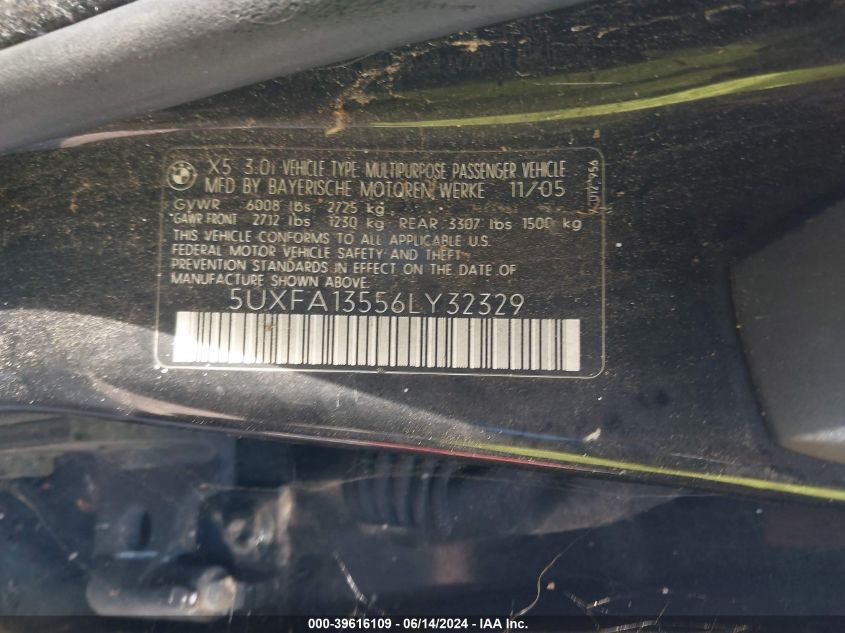 X5 3.0i VEHICLE TYPE MULTIPURPOSE PASSENGER VEHICLE
MFD BY BAYERISCHE MOTOREN WERKE 11/05
GVWR 6008 lbs 2725 kg
*GAWR FRONT 2712 lbs 1230 kg REAR 3307 lbs 1500 kg
THIS VEHICLE CONFORMS TO ALL APPLICABLE U.S.
FEDERAL MOTOR VEHICLE SAFETY AND THEFT
PREVENTION STANDARDS IN EFFECT ON THE DATE OF
MANUFACTURE SHOWN ABOVE.
5UXFA13556LY32329
000-39616109 - 06/14/2024 - IAA Inc.